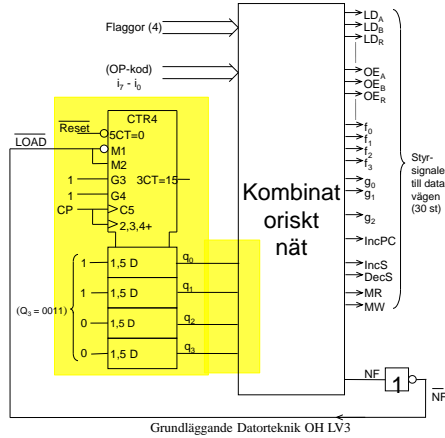 Flaggor (4)
(OP-kod)
i7 - i0
CTR4
Reset
5CT=0
LOAD
M1
M2
1 G3 3CT=15
1 G4
CP C5
2,3,4+
1 1,5 D q0
1 1,5 D q1
(Q3 = 0011)
0 1,5 D q2
0 1,5 D q3
Kombinat
oriskt
nät
LDA
LDB
LDR
OEA
OEB
OER
f0
f1
f2
f3
g0
g1
g2
IncPC
IncS
DecS
MR
MW
Styr-
signaler
till data
vägen
(30 st)
NF
1
NF
Grundläggande Datorteknik OH LV3